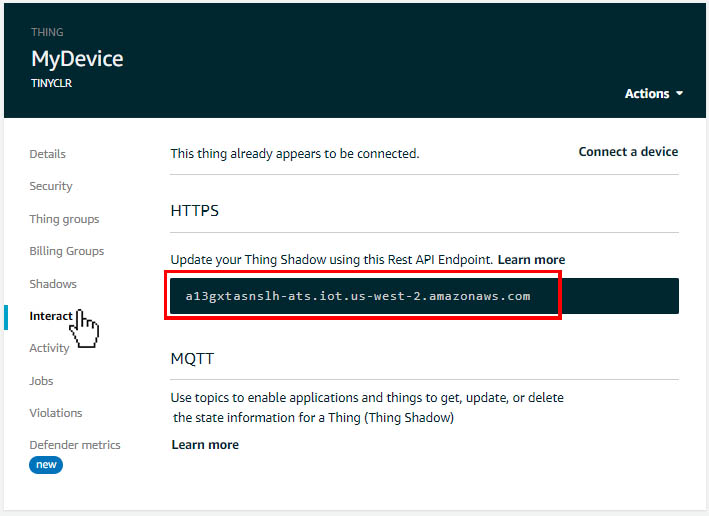 THING
MyDevice
TINYCLR
Actions
Details
Security
Thing groups
Billing Groups
Shadows
Interact
Activity
Jobs
Violations
Defender metrics
new
This thing already appears to be connected.
Connect a device
HTTPS
Update your Thing Shadow using this Rest API Endpoint. Learn more
a13gxtasnslh-ats.iot.us-west-2.amazonaws.com
MQTT
Use topics to enable applications and things to get, update, or delete
the state information for a Thing (Thing Shadow)
Learn more